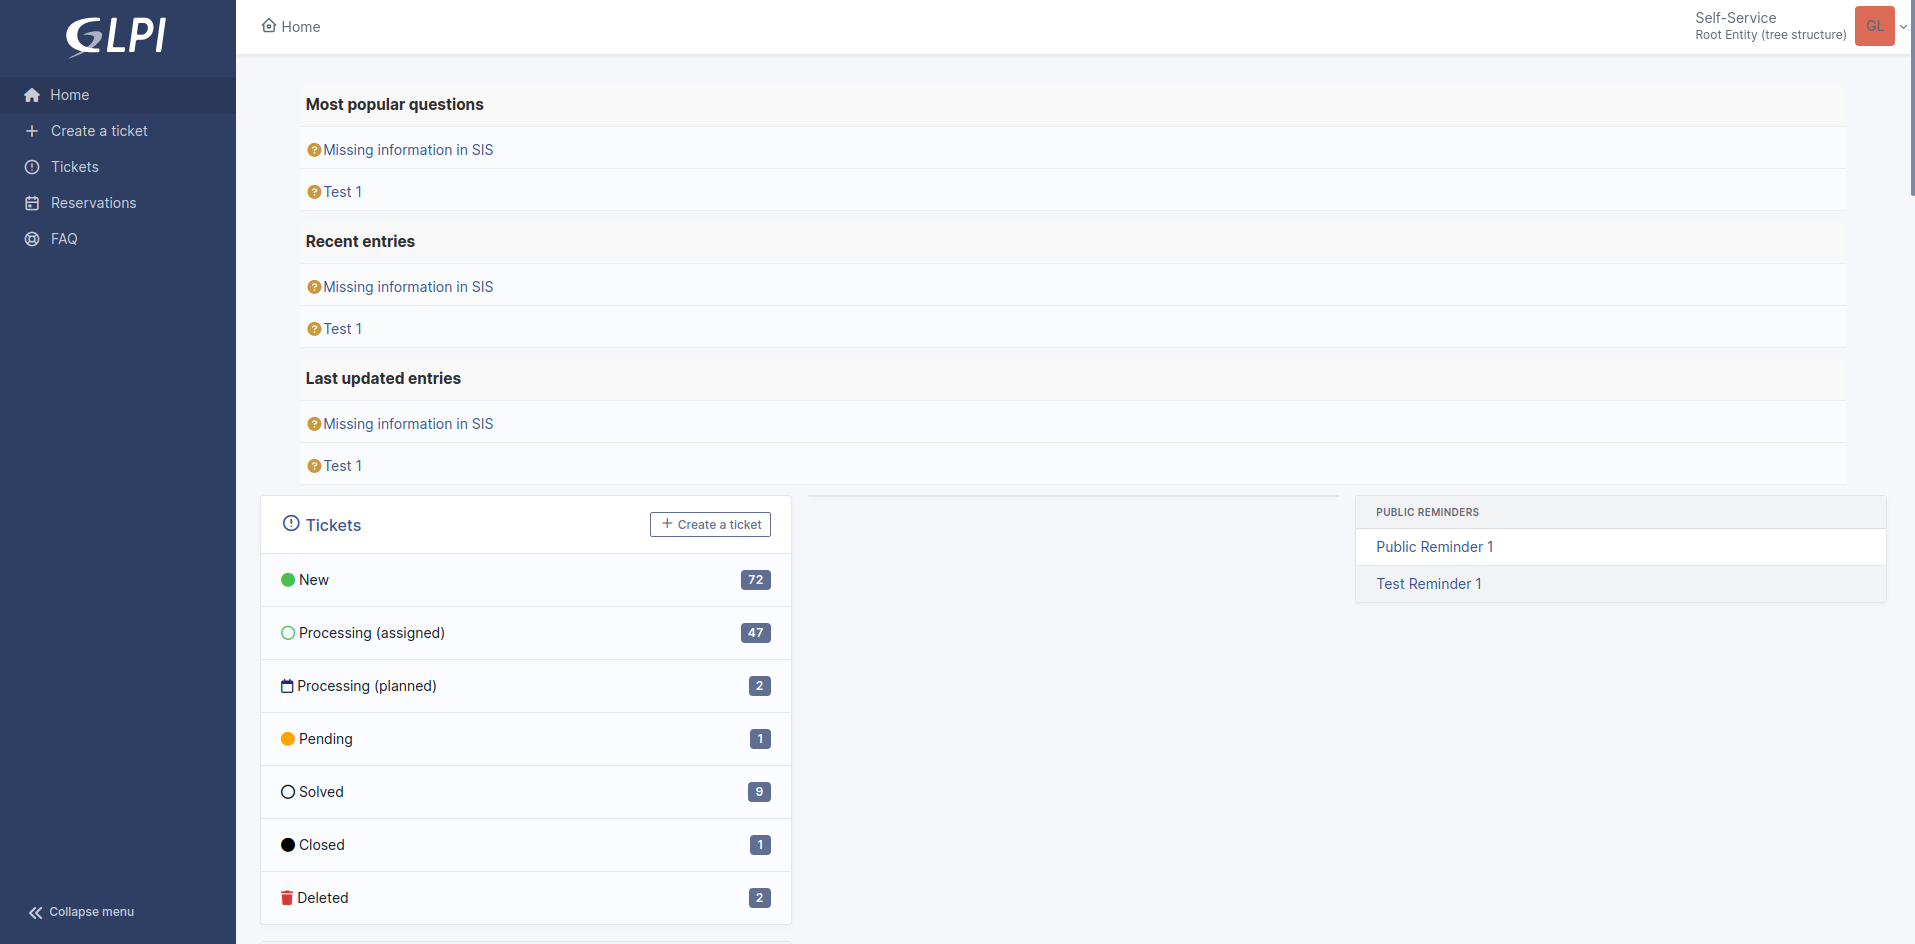 GLPI
Home
Create a ticket
Tickets
Reservations
FAQ
Collapse menu
Home
Self-Service
Root Entity (tree structure)
GL
Most popular questions
Missing information in SIS
Test 1
Recent entries
Missing information in SIS
Test 1
Last updated entries
Missing information in SIS
Test 1
Tickets
Create a ticket
New 72
Processing (assigned) 47
Processing (planned) 2
Pending 1
Solved 9
Closed 1
Deleted 2
PUBLIC REMINDERS
Public Reminder 1
Test Reminder 1